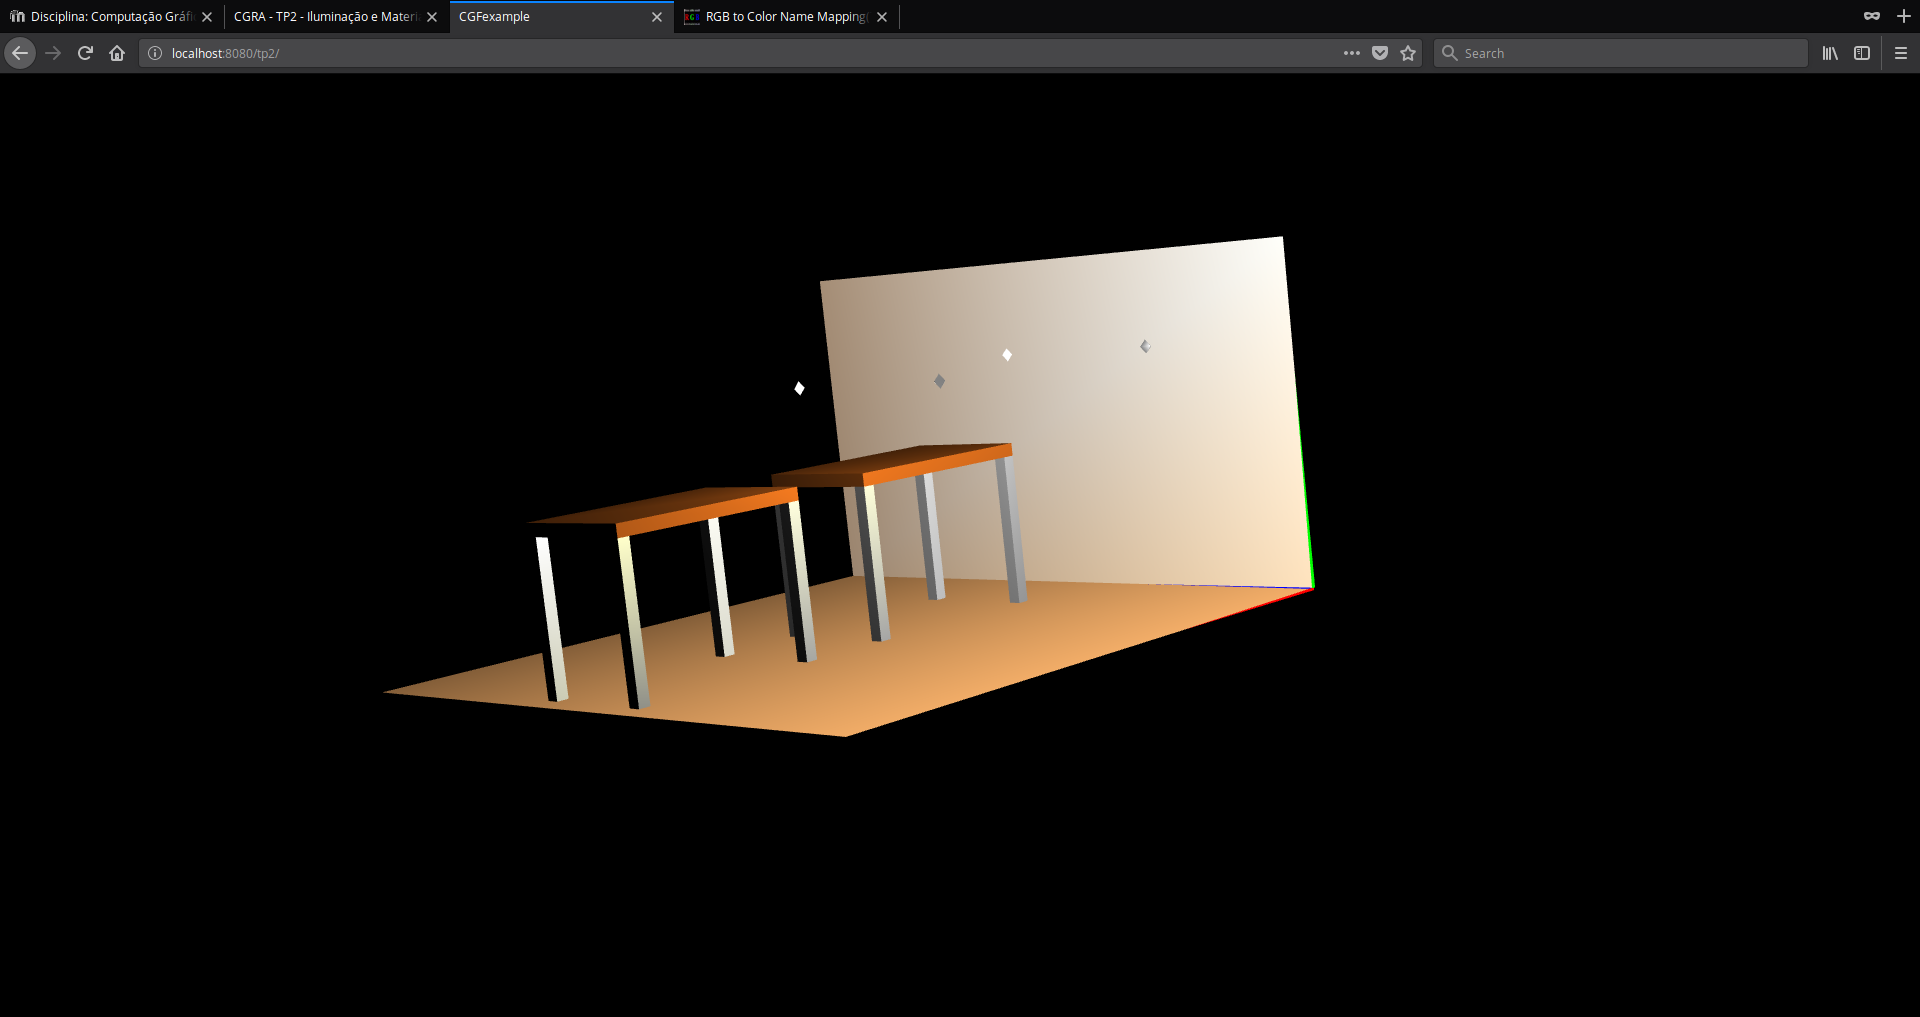 Disciplina: Computação Gráfi
CGRA - TP2 - Iluminação e Materi
CGFexample
RGB to Color Name Mapping
localhost:8080/tp2/
Search